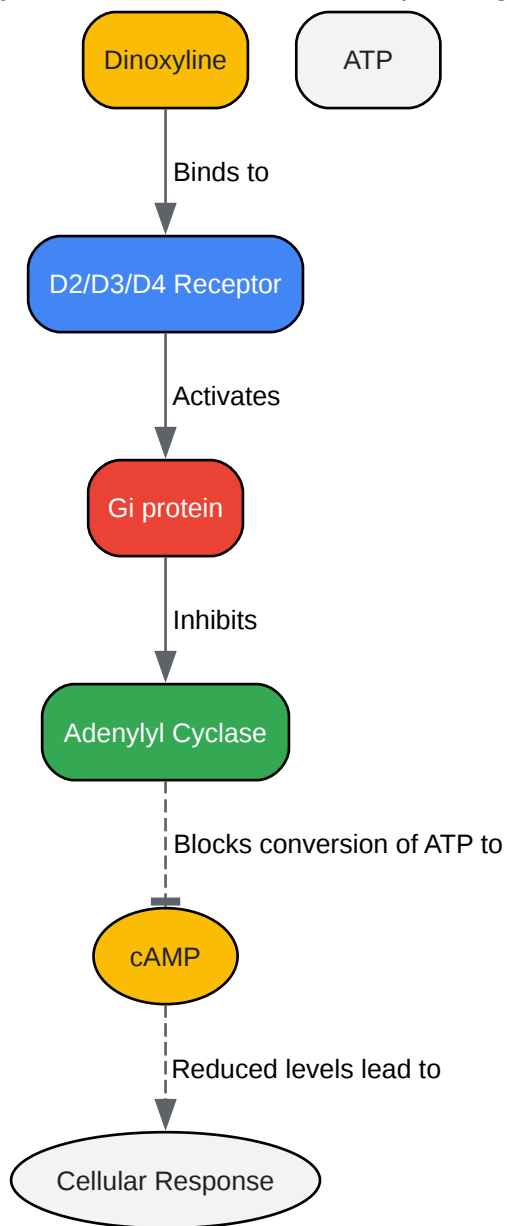 Dinoxyline
ATP
Binds to
D2/D3/D4 Receptor
Activates
Gi protein
Inhibits
Adenylyl Cyclase
Blocks conversion of ATP to
cAMP
Reduced levels lead to
Cellular Response